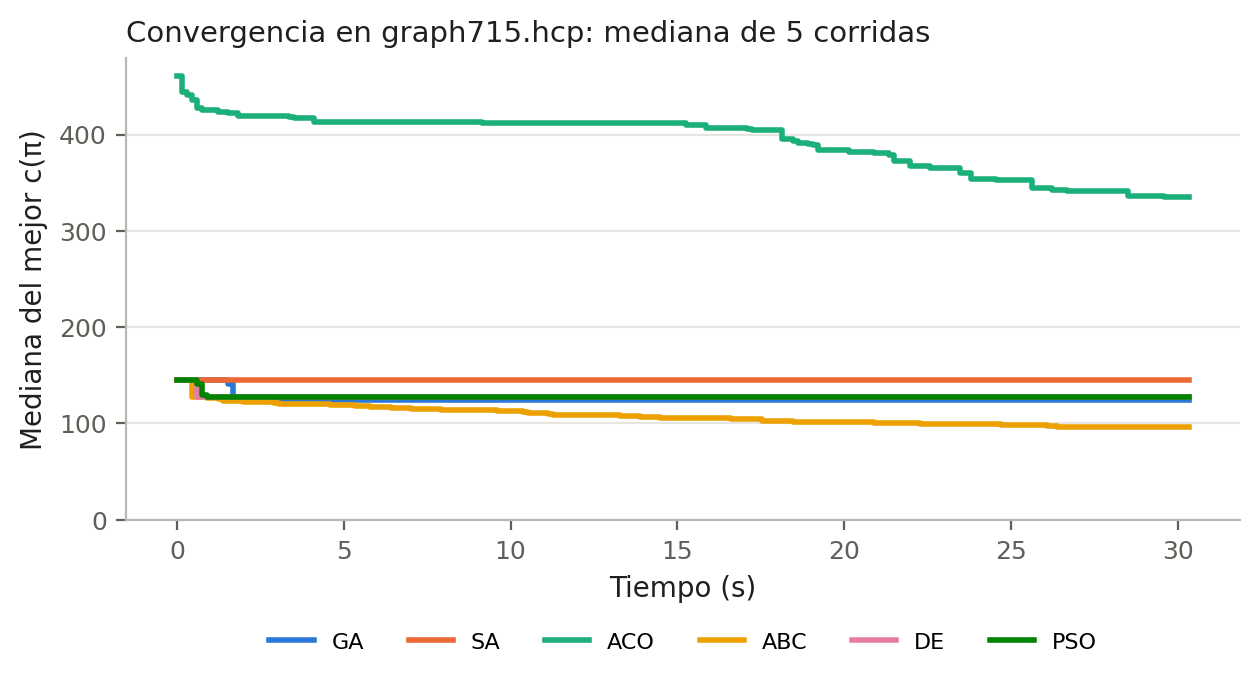 Convergencia en graph715.hcp: mediana de 5 corridas
Mediana del mejor c(π)
400
300
200
100
0
0 5 10 15 20 25 30
Tiempo (s)
GA SA ACO ABC DE PSO